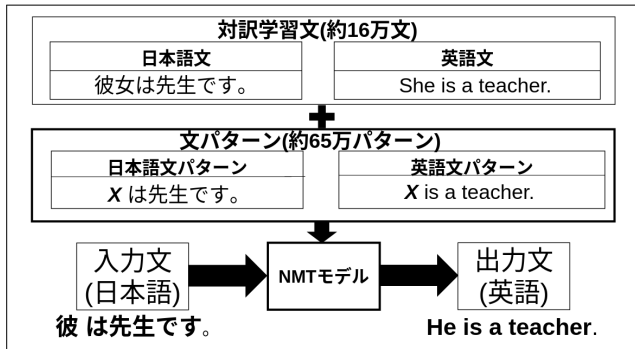 対訳学習文(約16万文)
日本語文
英語文
彼女は先生です。
She is a teacher.
文パターン(約65万パターン)
日本語文パターン
英語文パターン
X は先生です。
X is a teacher.
入力文
(日本語)
NMTモデル
出力文
(英語)
彼 は先生です。
He is a teacher.